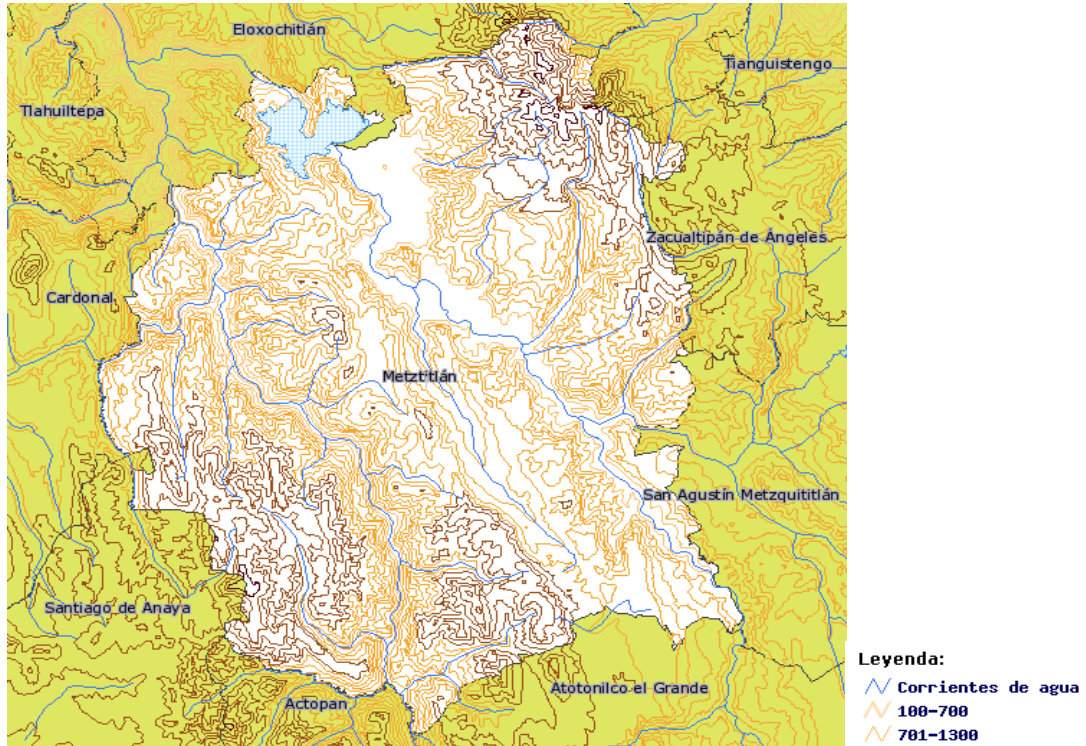 Eloxochitlán
Tianguistengo
Tlahuiltepa
Zacualtipán de Ángeles
Cardonal
Metztitlán
San Agustín Metzquititlán
Santiago de Anaya
Atotonilco el Grande
Actopan
Leyenda:
Corrientes de agua
100-700
701-1300